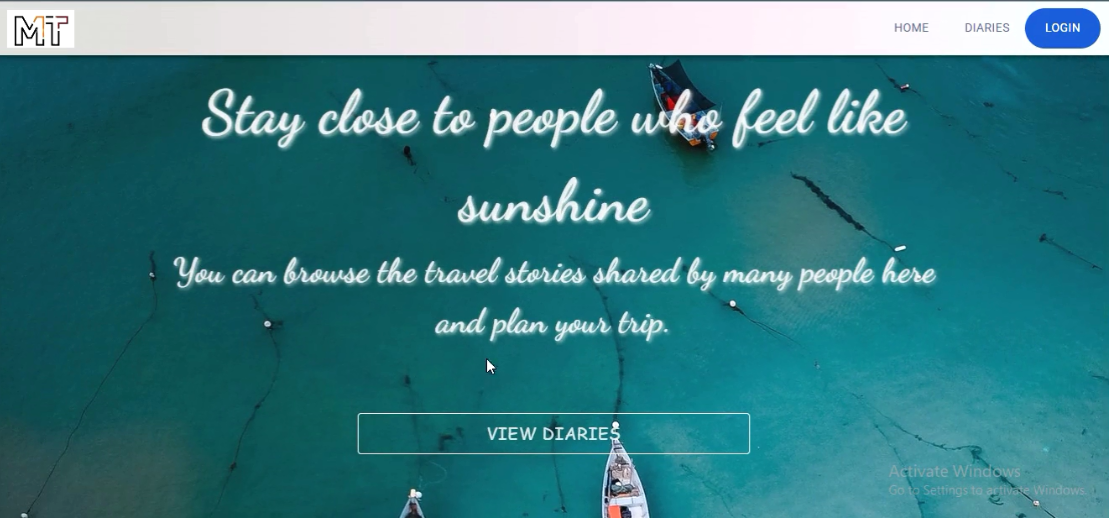 MT
HOME DIARIES LOGIN
Stay close to people who feel like
sunshine
You can browse the travel stories shared by many people here
and plan your trip.
VIEW DIARIES
Activate Windows
Go to Settings to activate Windows.